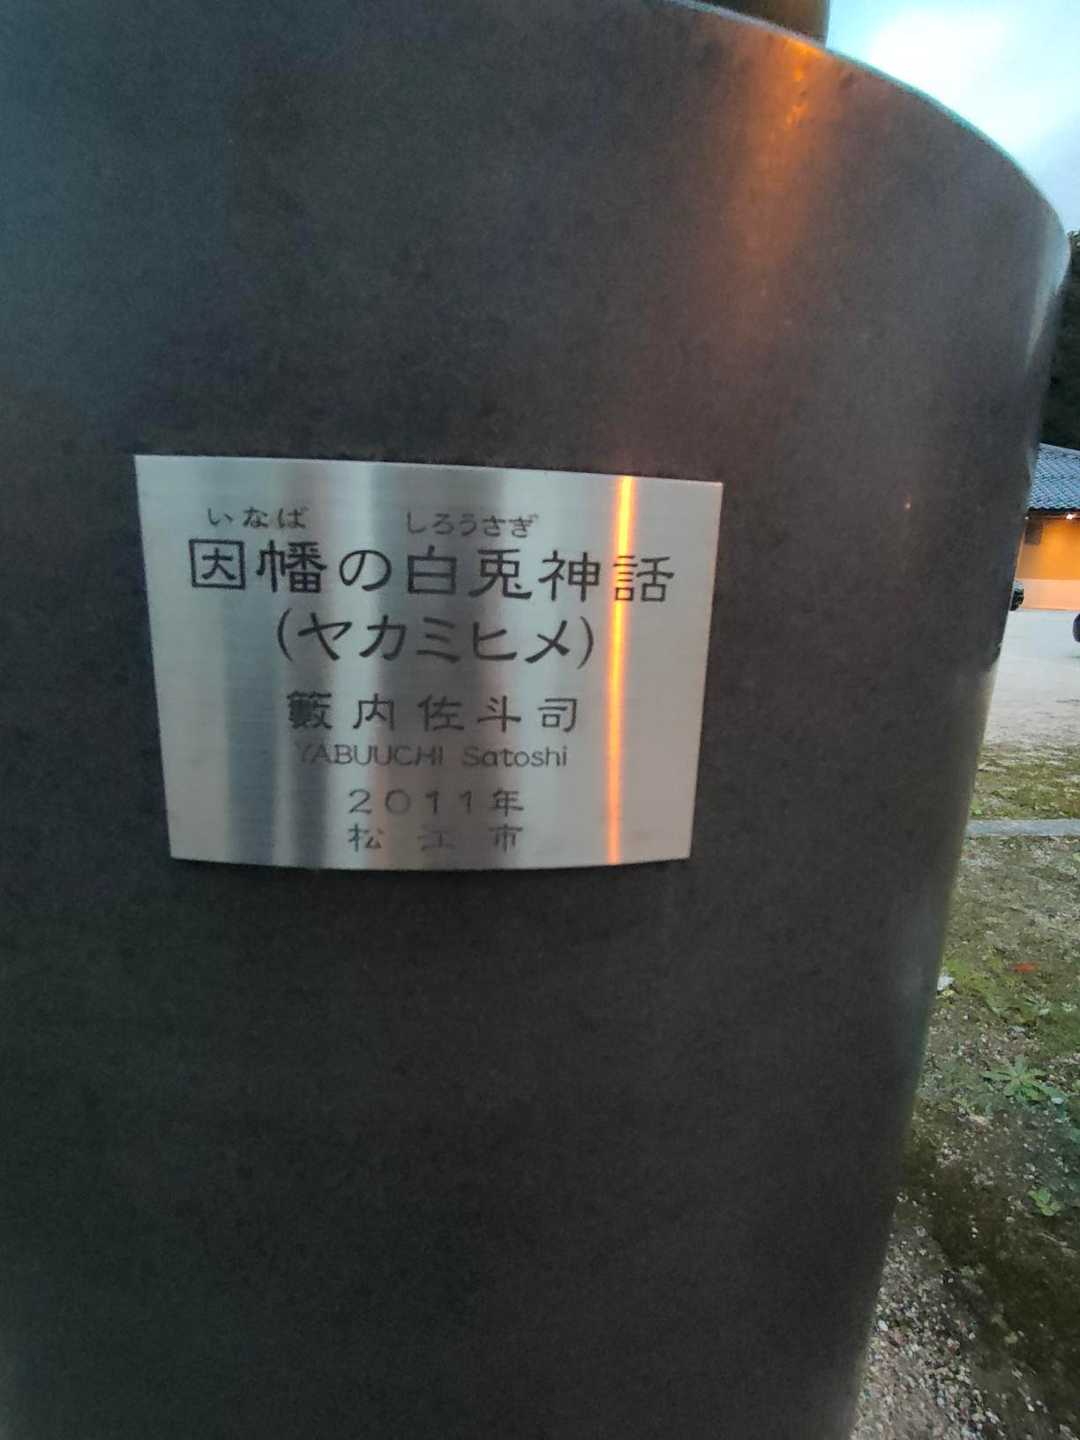 いなば しろうさぎ
因幡の白兎神話
(ヤカミヒメ)
籔内佐斗司
YABUUCHI Satoshi
2011年
松江市